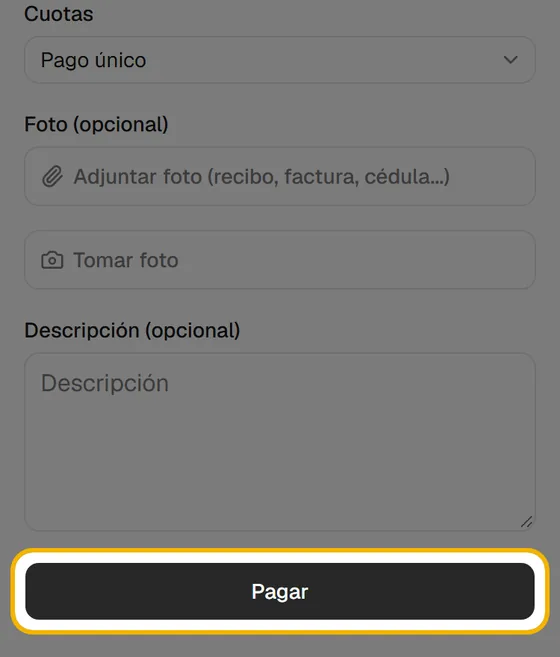 Cuotas
Pago único
Foto (opcional)
Adjuntar foto (recibo, factura, cédula...)
Tomar foto
Descripción (opcional)
Descripción
Pagar